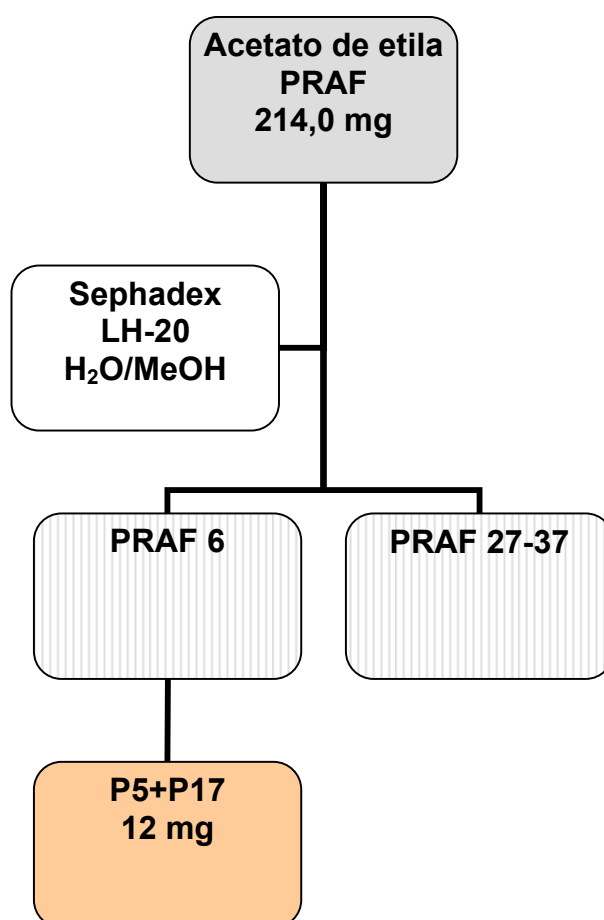 Acetato de etila
PRAF
214,0 mg
Sephadex
LH-20
H₂O/MeOH
PRAF 6
PRAF 27-37
P5+P17
12 mg